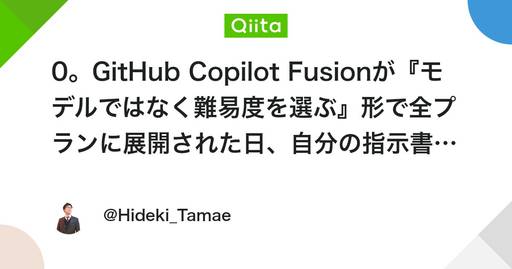 Qiita
0。GitHub Copilot Fusionが『モ
デルではなく難易度を選ぶ』形で全プ
ランに展開された日、自分の指示書…
@Hideki_Tamae